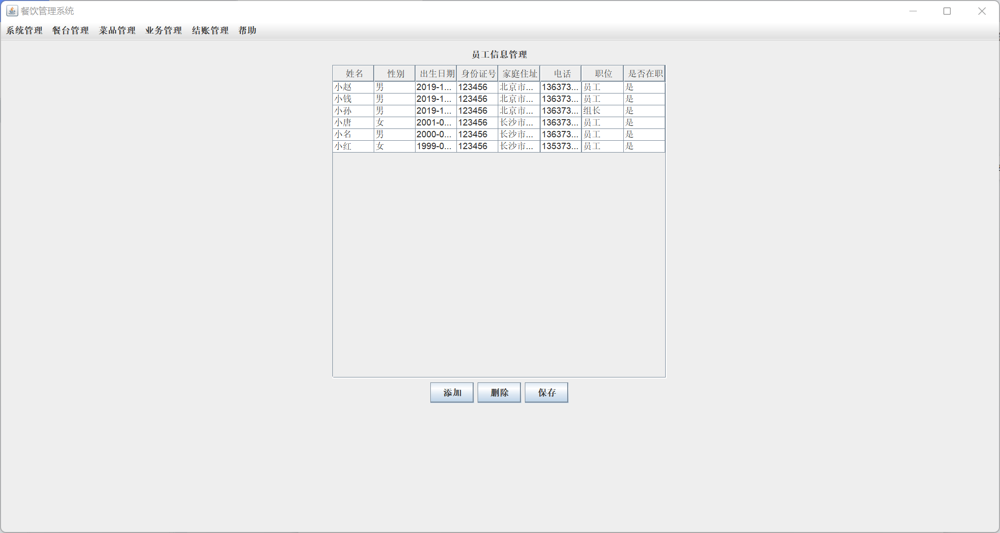 餐饮管理系统
系统管理 餐台管理 菜品管理 业务管理 结账管理 帮助
员工信息管理
姓名 性别 出生日期 身份证号 家庭住址 电话 职位 是否在职
小赵 男 2019-1... 123456 北京市... 136373... 员工 是
小钱 男 2019-1... 123456 北京市... 136373... 员工 是
小孙 男 2019-1... 123456 北京市... 136373... 组长 是
小唐 女 2001-0... 123456 长沙市... 136373... 员工 是
小名 男 2000-0... 123456 长沙市... 136373... 员工 是
小红 女 1999-0... 123456 长沙市... 135373... 员工 是
添加 删除 保存